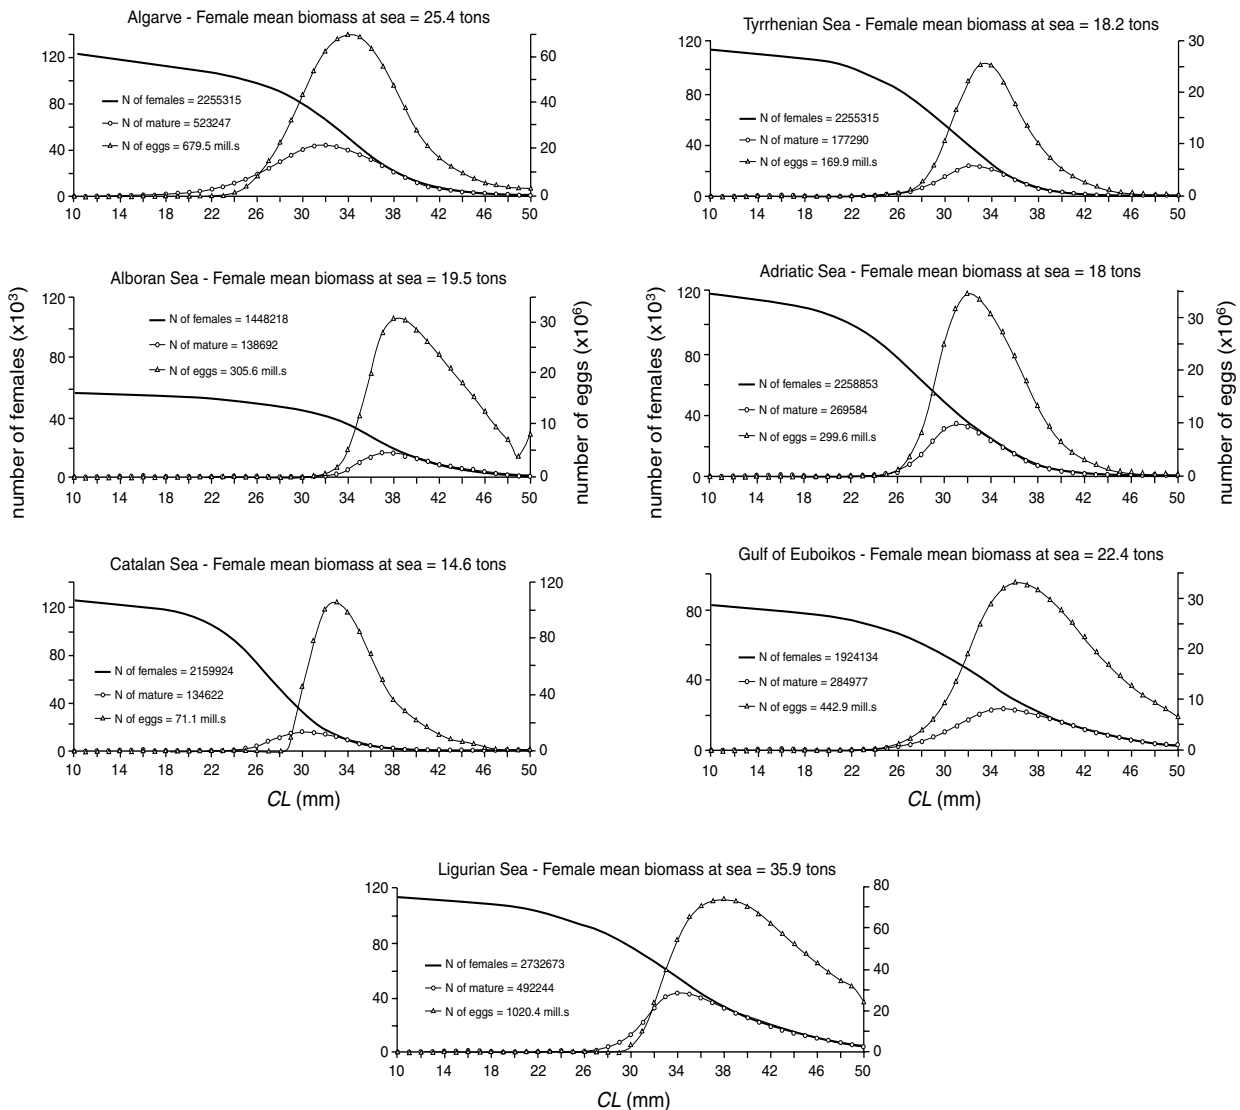 Algarve - Female mean biomass at sea = 25.4 tons
120
80
40
0
60
40
20
0
N of females = 2255315
N of mature = 523247
N of eggs = 679.5 mill.s
10 14 18 22 26 30 34 38 42 46 50
Tyrrhenian Sea - Female mean biomass at sea = 18.2 tons
120
80
40
0
30
20
10
0
N of females = 2255315
N of mature = 177290
N of eggs = 169.9 mill.s
10 14 18 22 26 30 34 38 42 46 50
Alboran Sea - Female mean biomass at sea = 19.5 tons
number of females (x10³)
120
80
40
0
30
20
10
0
number of eggs (x10⁶)
N of females = 1448218
N of mature = 138692
N of eggs = 305.6 mill.s
10 14 18 22 26 30 34 38 42 46 50
Adriatic Sea - Female mean biomass at sea = 18 tons
number of females (x10³)
120
80
40
0
30
20
10
0
number of eggs (x10⁶)
N of females = 2258853
N of mature = 269584
N of eggs = 299.6 mill.s
10 14 18 22 26 30 34 38 42 46 50
Catalan Sea - Female mean biomass at sea = 14.6 tons
120
80
40
0
120
80
40
0
N of females = 2159924
N of mature = 134622
N of eggs = 71.1 mill.s
10 14 18 22 26 30 34 38 42 46 50
CL (mm)
Gulf of Euboikos - Female mean biomass at sea = 22.4 tons
80
40
0
30
20
10
0
N of females = 1924134
N of mature = 284977
N of eggs = 442.9 mill.s
10 14 18 22 26 30 34 38 42 46 50
CL (mm)
Ligurian Sea - Female mean biomass at sea = 35.9 tons
120
80
40
0
80
60
40
20
0
N of females = 2732673
N of mature = 492244
N of eggs = 1020.4 mill.s
10 14 18 22 26 30 34 38 42 46 50
CL (mm)